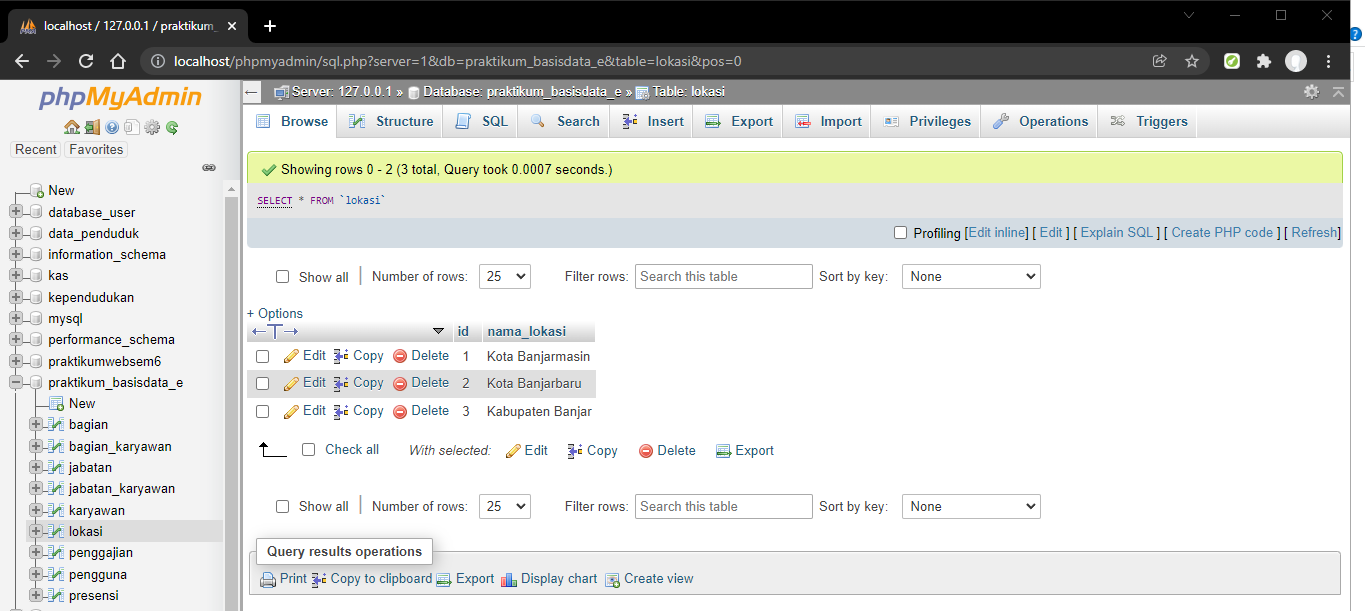 localhost / 127.0.0.1 / praktikum_
localhost/phpmyadmin/sql.php?server=1&db=praktikum_basisdata_e&table=lokasi&pos=0
phpMyAdmin
Recent Favorites
New
database_user
data_penduduk
information_schema
kas
kependudukan
mysql
performance_schema
praktikumwebsem6
praktikum_basisdata_e
New
bagian
bagian_karyawan
jabatan
jabatan_karyawan
karyawan
lokasi
penggajian
pengguna
presensi
Server: 127.0.0.1 » Database: praktikum_basisdata_e » Table: lokasi
Browse Structure SQL Search Insert Export Import Privileges Operations Triggers
Showing rows 0 - 2 (3 total, Query took 0.0007 seconds.)
SELECT * FROM `lokasi`
Profiling [Edit inline] [ Edit ] [ Explain SQL ] [ Create PHP code ] [ Refresh]
Show all | Number of rows: 25 Filter rows: Search this table Sort by key: None
+ Options
←T→ id nama_lokasi
Edit Copy Delete 1 Kota Banjarmasin
Edit Copy Delete 2 Kota Banjarbaru
Edit Copy Delete 3 Kabupaten Banjar
Check all With selected: Edit Copy Delete Export
Show all | Number of rows: 25 Filter rows: Search this table Sort by key: None
Query results operations
Print Copy to clipboard Export Display chart Create view